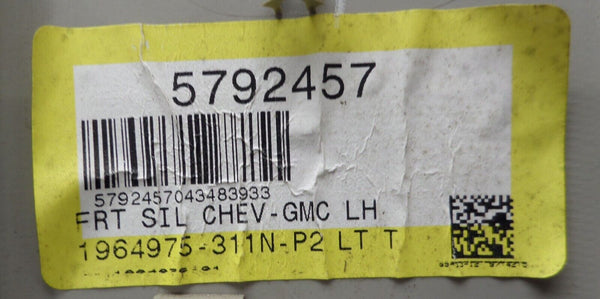 5792457
5792457043483933
FRT SIL CHEV-GMC LH
1964975-311N-P2 LT T